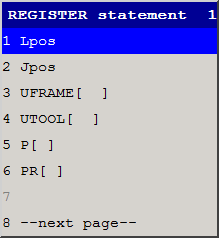 REGISTER statement  1
1 Lpos
2 Jpos
3 UFRAME[  ]
4 UTOOL[  ]
5 P[ ]
6 PR[ ]
7
8 --next page--